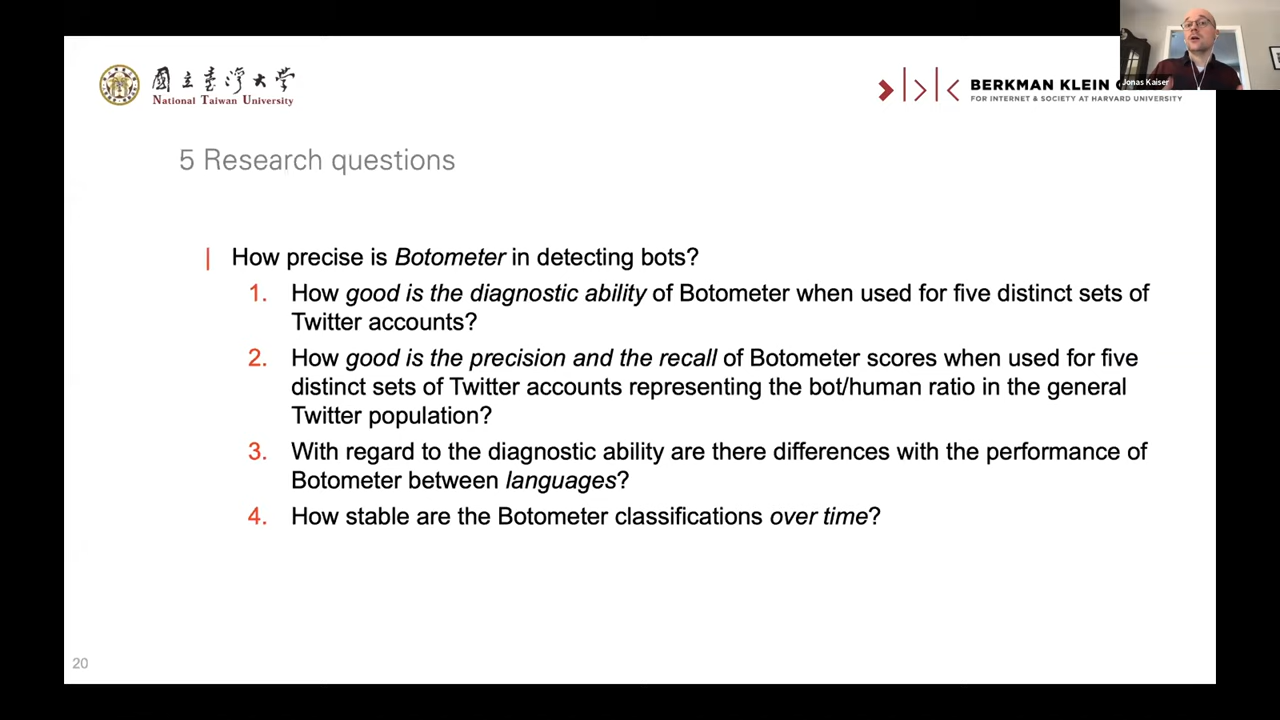 國立臺灣大學
National Taiwan University
BERKMAN KLEIN
FOR INTERNET & SOCIETY AT HARVARD UNIVERSITY
Jonas Kaiser
5 Research questions
| How precise is Botometer in detecting bots?
1. How good is the diagnostic ability of Botometer when used for five distinct sets of
Twitter accounts?
2. How good is the precision and the recall of Botometer scores when used for five
distinct sets of Twitter accounts representing the bot/human ratio in the general
Twitter population?
3. With regard to the diagnostic ability are there differences with the performance of
Botometer between languages?
4. How stable are the Botometer classifications over time?
20